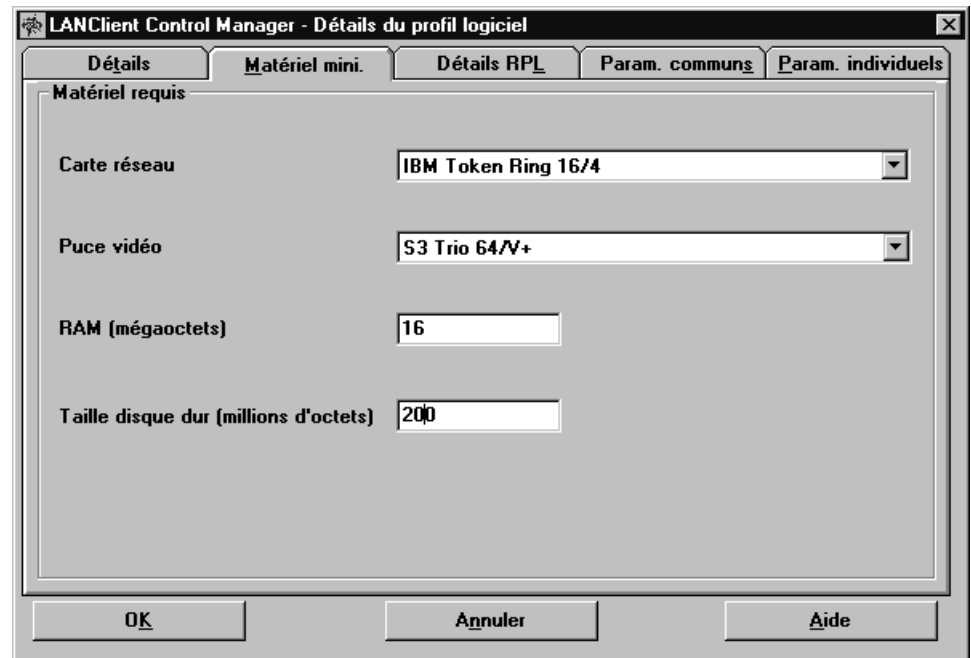 LANClient Control Manager - Détails du profil logiciel
Détails Matériel mini. Détails RPL Param. communs Param. individuels
Matériel requis
Carte réseau IBM Token Ring 16/4
Puce vidéo S3 Trio 64/V+
RAM (mégaoctets) 16
Taille disque dur (millions d'octets) 200
OK Annuler Aide